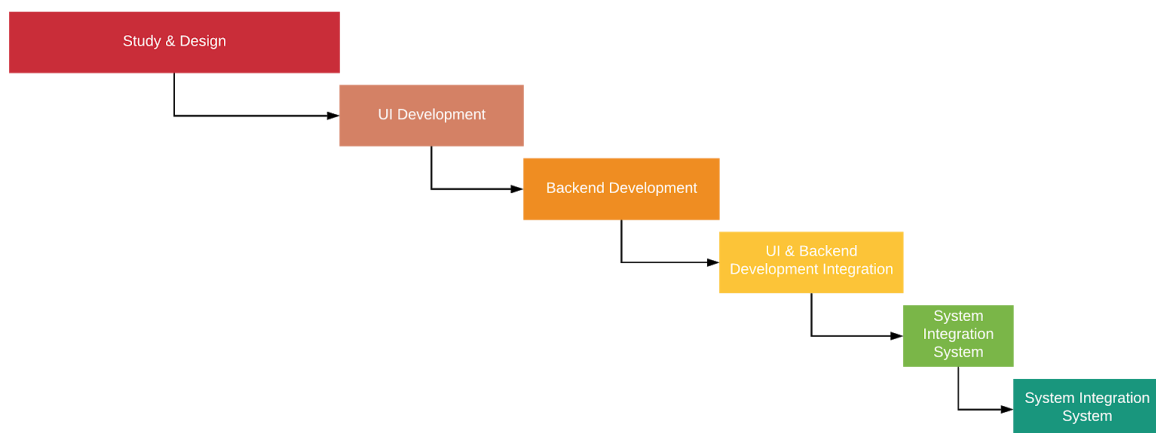 Study & Design
UI Development
Backend Development
UI & Backend
Development Integration
System
Integration
System
System Integration
System